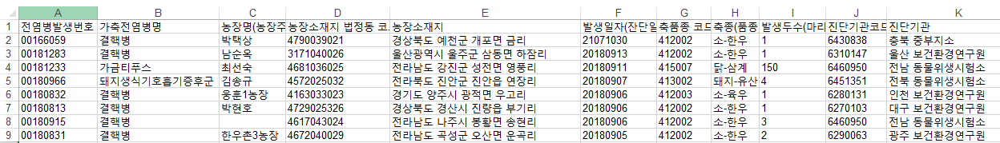 A B C D E F G H I J K
1 전염병발생번호 가축전염병명 농장명(농장주 농장소재지 법정동 코 농장소재지 발생일자(진단일 축품종 코드 축종(품종 발생두수(마리 진단기관코드 진단기관
2 00166059 결핵병 박택상 4790039021 경상북도 예천군 개포면 금리 21071030 412002 소-한우 1 6430838 충북 중부지소
3 00181283 결핵병 남순옥 3171040026 울산광역시 울주군 삼동면 하잠리 20180913 412002 소-한우 1 6310147 울산 보건환경연구원
4 00181233 가금티푸스 최선숙 4681036025 전라남도 강진군 성전면 영풍리 20180911 415007 닭-삼계 150 6460950 전남 동물위생시험소
5 00180966 돼지생식기호흡기증후군 김송규 4572025032 전라북도 진안군 진안읍 연장리 20180907 413002 돼지-유산 4 6451351 전북 동물위생시험소
6 00180832 결핵병 웅훈1농장 4163033023 경기도 양주시 광적면 우고리 20180906 412003 소-육우 1 6280131 인천 보건환경연구원
7 00180813 결핵병 박현호 4729025326 경상북도 경산시 진량읍 부기리 20180906 412002 소-한우 1 6270103 대구 보건환경연구원
8 00180915 결핵병 4617043024 전라남도 나주시 봉황면 송현리 20180906 412002 소-한우 3 6460950 전남 동물위생시험소
9 00180831 결핵병 한우촌3농장 4672040029 전라남도 곡성군 오산면 운곡리 20180905 412002 소-한우 2 6290063 광주 보건환경연구원